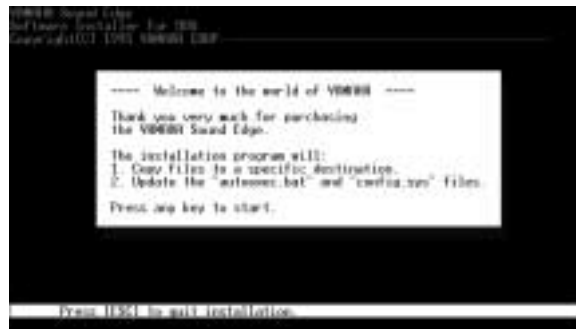 YAMAHA Sound Edge
Software Installer for DOS
Copyright(C) 1995 YAMAHA CORP
---- Welcome to the world of YAMAHA ----
Thank you very much for purchasing
the YAMAHA Sound Edge.
The installation program will:
1. Copy files to a specific destination.
2. Update the "autoexec.bat" and "config.sys" files.
Press any key to start.
Press [ESC] to quit installation.